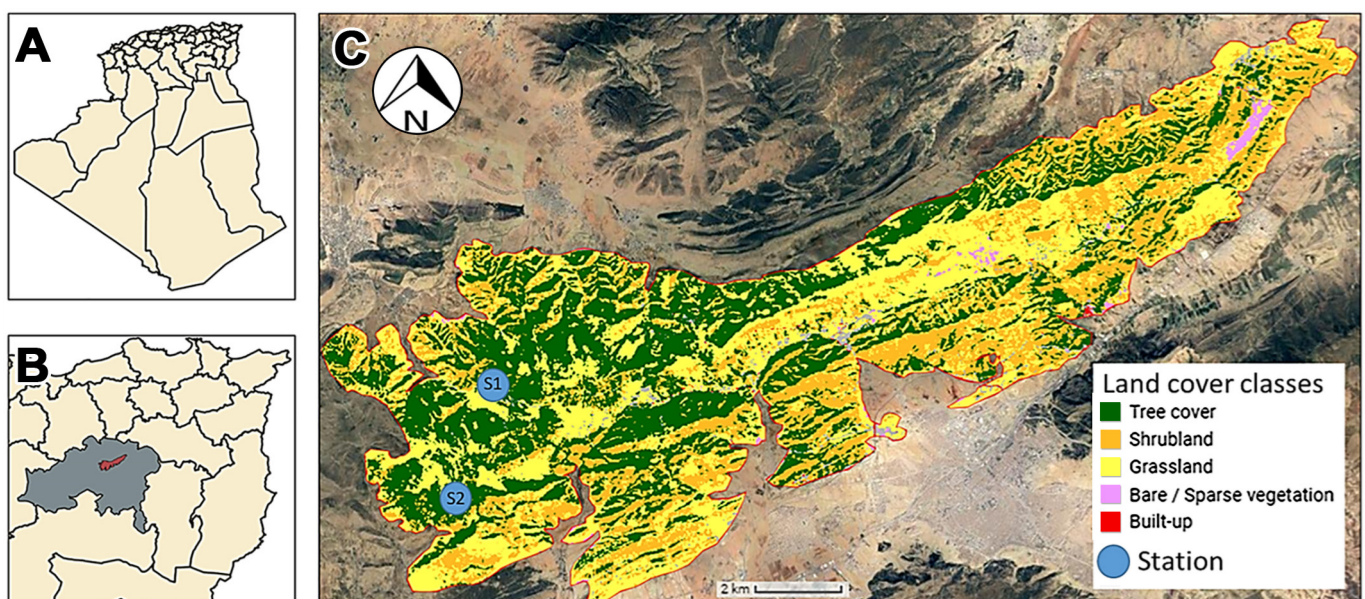 A
B
C
N
S1
S2
Land cover classes
Tree cover
Shrubland
Grassland
Bare / Sparse vegetation
Built-up
Station
2 km